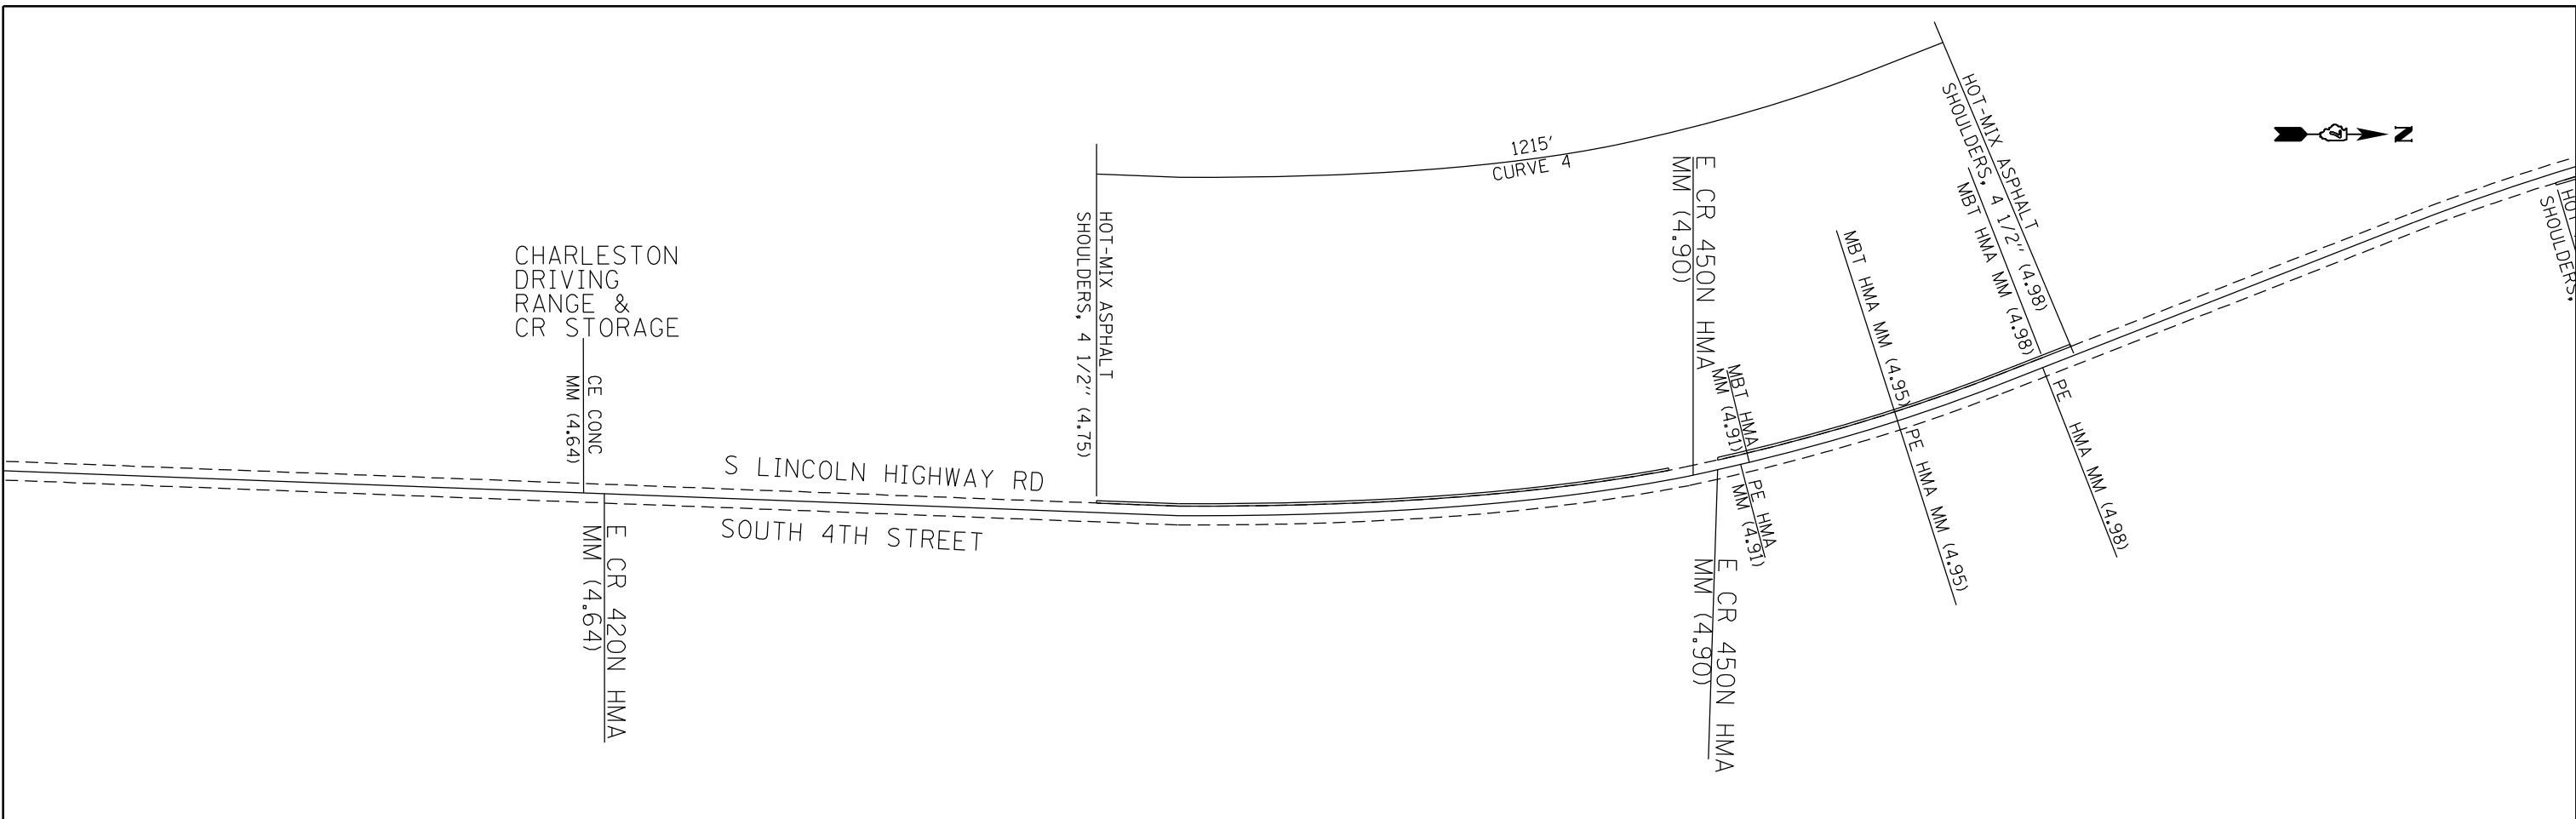 CHARLESTON
DRIVING
RANGE &
CR STORAGE
CE CONC
MM (4.64)
E CR 420N HMA
MM (4.64)
S LINCOLN HIGHWAY RD
SOUTH 4TH STREET
HOT-MIX ASPHALT
SHOULDERS, 4 1/2'' (4.75)
1215'
CURVE 4
E CR 450N HMA
MM (4.90)
MBT HMA
MM (4.91)
PE HMA
MM (4.91)
E CR 450N HMA
MM (4.90)
MBT HMA MM (4.95)
PE HMA MM (4.95)
HOT-MIX ASPHALT
SHOULDERS, 4 1/2'' (4.98)
MBT HMA MM (4.98)
PE HMA MM (4.98)
N
HOT
SHOULDERS,